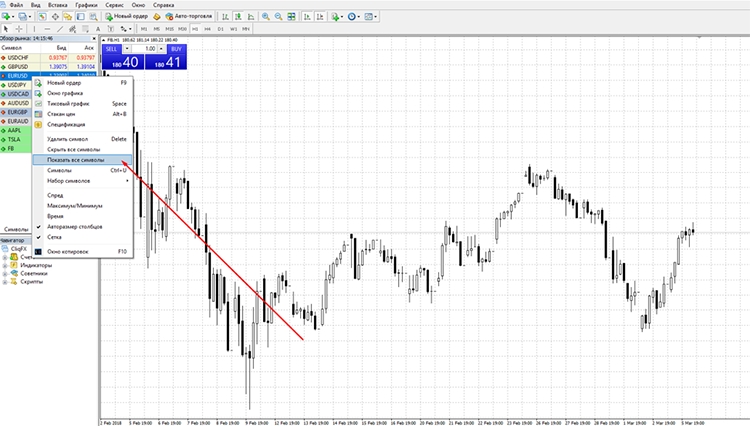 Файл Вид Вставка Графики Сервис Окно Справка
Новый ордер Авто-торговля
M1 M5 M15 M30 H1 H4 D1 W1 MN
Обзор рынка: 14:15:46
Символ Бид Аск
USDCHF 0.93767 0.93797
GBPUSD 1.39075 1.39104
EURUSD
USDJPY
USDCAD
AUDUSD
EURGBP
EURAUD
AAPL
TSLA
FB
Новый ордер F9
Окно графика
Тиковый график Space
Стакан цен Alt+B
Спецификация
Удалить символ Delete
Скрыть все символы
Показать все символы
Символы Ctrl+U
Набор символов
Спред
Максимум/Минимум
Время
Авторазмер столбцов
Сетка
Окно котировок F10
Символы
Навигатор
CliqFX
Счет
Индикаторы
Советники
Скрипты
FB,H1 180.62 181.14 180.22 180.40
SELL 1.00 BUY
180 40 180 41
2 Feb 2018 5 Feb 19:00 6 Feb 19:00 7 Feb 19:00 8 Feb 19:00 9 Feb 19:00 12 Feb 19:00 13 Feb 19:00 14 Feb 19:00 15 Feb 19:00 16 Feb 19:00 20 Feb 19:00 21 Feb 19:00 22 Feb 19:00 23 Feb 19:00 26 Feb 19:00 27 Feb 19:00 28 Feb 19:00 1 Mar 19:00 2 Mar 19:00 5 Mar 19:00